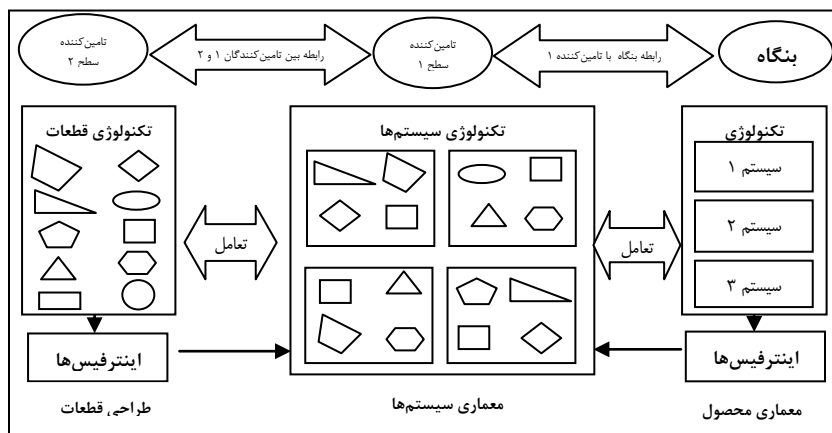 بنگاه
رابطه بنگاه با تامین‌کننده ۱
تامین‌کننده
سطح ۱
رابطه بین تامین‌کنندگان ۱ و ۲
تامین‌کننده
سطح ۲
تکنولوژی
سیستم ۱
سیستم ۲
سیستم ۳
اینترفیس‌ها
معماری محصول
تعامل
تکنولوژی سیستم‌ها
معماری سیستم‌ها
تعامل
تکنولوژی قطعات
اینترفیس‌ها
طراحی قطعات